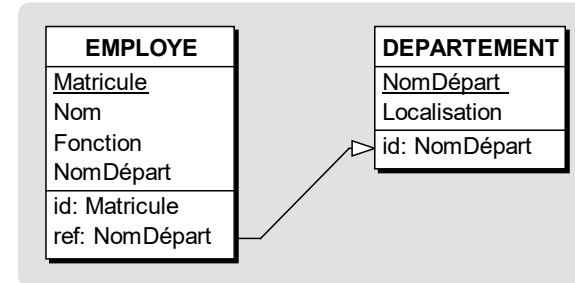 EMPLOYE
Matricule
Nom
Fonction
NomDépart
id: Matricule
ref: NomDépart
DEPARTEMENT
NomDépart
Localisation
id: NomDépart